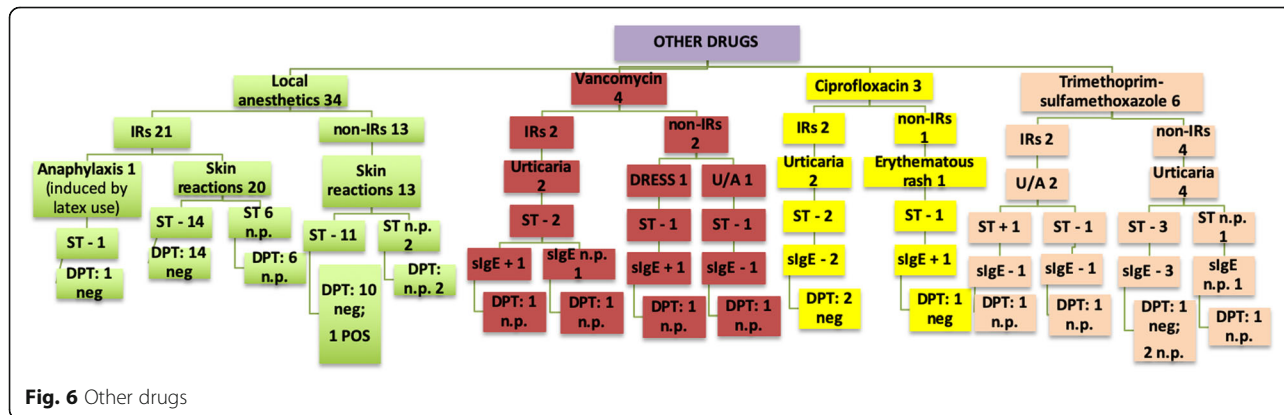 OTHER DRUGS
Local
anesthetics 34
IRs 21
Anaphylaxis 1
(induced by
latex use)
ST - 1
DPT: 1
neg
Skin
reactions 20
ST - 14
DPT: 14
neg
ST 6
n.p.
DPT: 6
n.p.
non-IRs 13
Skin
reactions 13
ST - 11
DPT: 10
neg;
1 POS
ST n.p. 2
DPT:
n.p. 2
Vancomycin
4
IRs 2
Urticaria
2
ST - 2
sIgE + 1
DPT: 1
n.p.
sIgE n.p.
1
DPT: 1
n.p.
non-IRs
2
DRESS 1
ST - 1
sIgE + 1
DPT: 1
n.p.
U/A 1
ST - 1
sIgE - 1
DPT: 1
n.p.
Ciprofloxacin 3
IRs 2
Urticaria
2
ST - 2
sIgE - 2
DPT: 2
neg
non-IRs
1
Erythematous
rash 1
ST - 1
sIgE + 1
DPT: 1
neg
Trimethoprim-
sulfamethoxazole 6
IRs 2
U/A 2
ST + 1
sIgE - 1
DPT: 1
n.p.
ST - 1
sIgE - 1
DPT: 1
n.p.
non-IRs
4
Urticaria
4
ST - 3
sIgE - 3
DPT: 1
neg;
2 n.p.
ST n.p.
1
sIgE
n.p. 1
DPT: 1
n.p.
Fig. 6 Other drugs